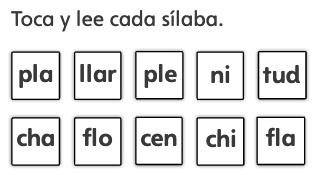 Toca y lee cada sílaba.
pla llar ple ni tud
cha flo cen chi fla